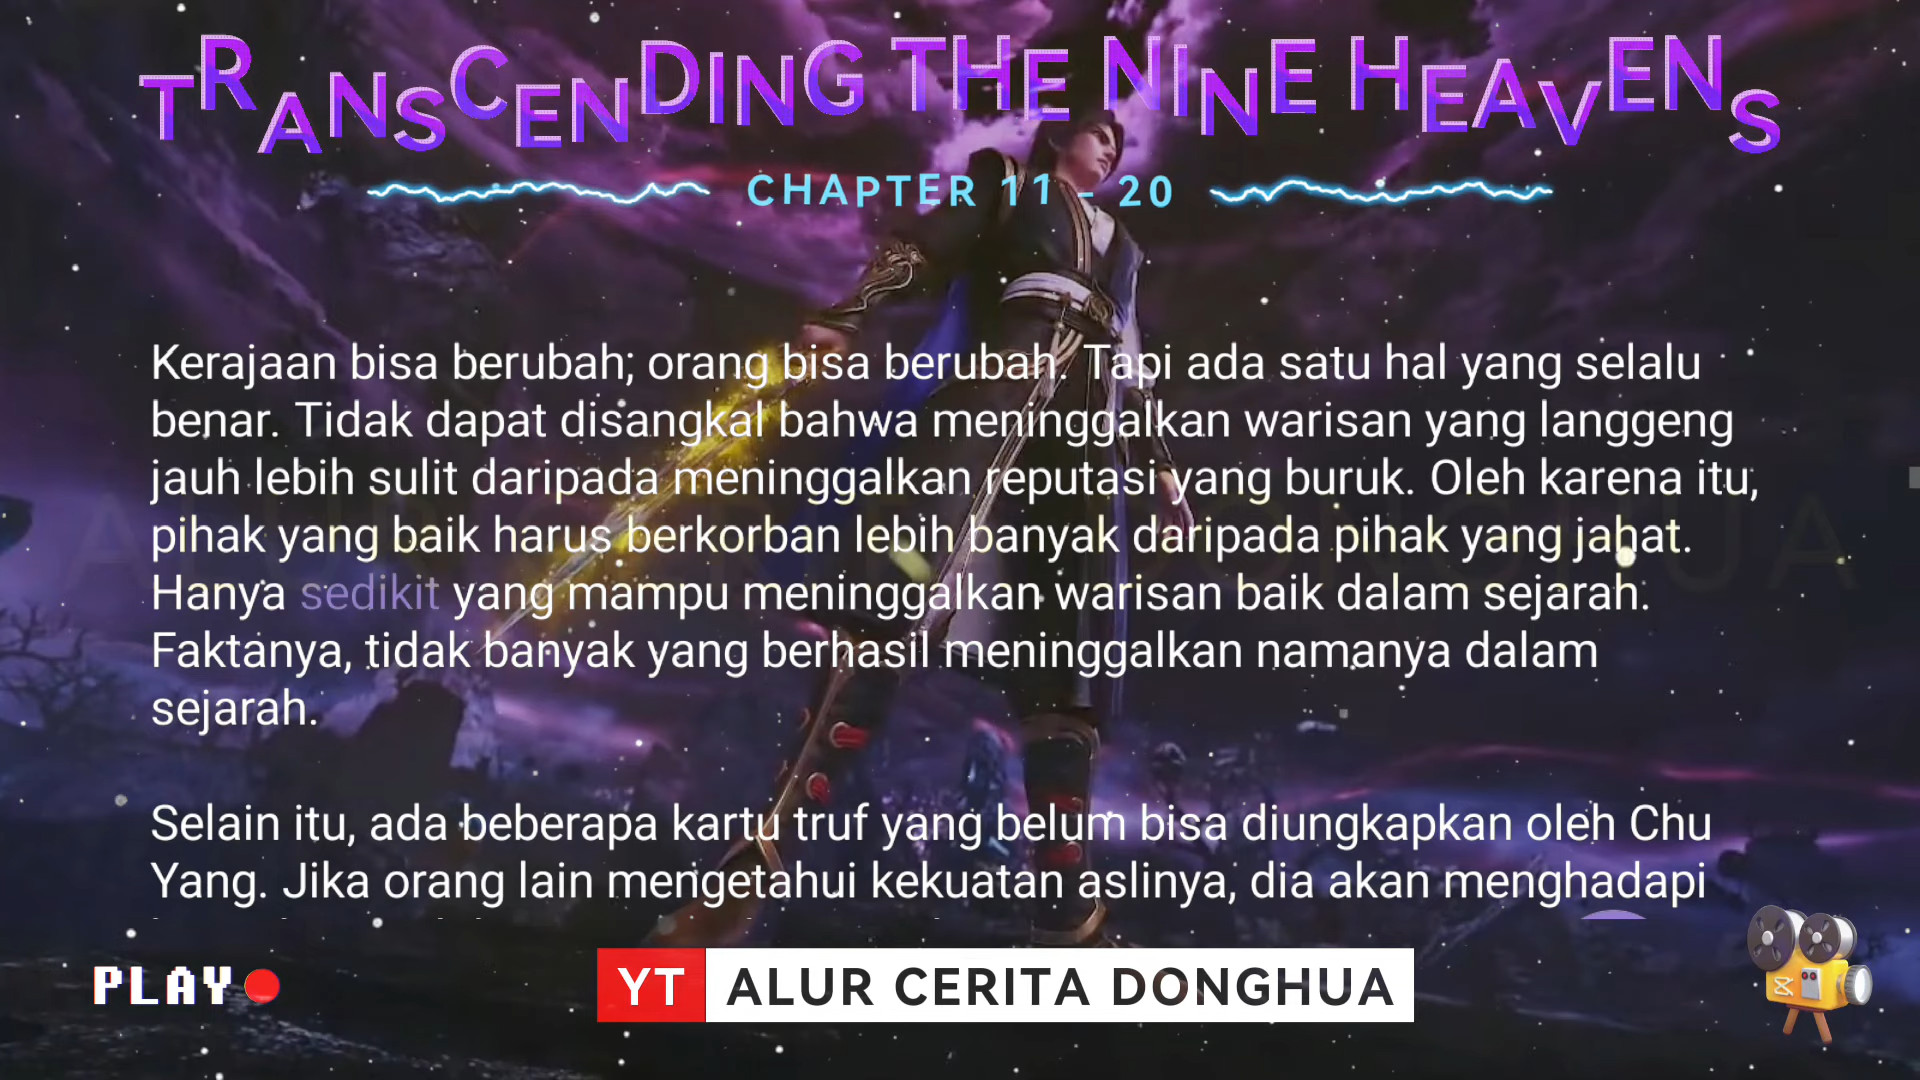 TRANSCENDING THE NINE HEAVENS
CHAPTER 11 - 20
Kerajaan bisa berubah; orang bisa berubah. Tapi ada satu hal yang selalu
benar. Tidak dapat disangkal bahwa meninggalkan warisan yang langgeng
jauh lebih sulit daripada meninggalkan reputasi yang buruk. Oleh karena itu,
pihak yang baik harus berkorban lebih banyak daripada pihak yang jahat.
Hanya sedikit yang mampu meninggalkan warisan baik dalam sejarah.
Faktanya, tidak banyak yang berhasil meninggalkan namanya dalam
sejarah.
Selain itu, ada beberapa kartu truf yang belum bisa diungkapkan oleh Chu
Yang. Jika orang lain mengetahui kekuatan aslinya, dia akan menghadapi
PLAY
YT ALUR CERITA DONGHUA